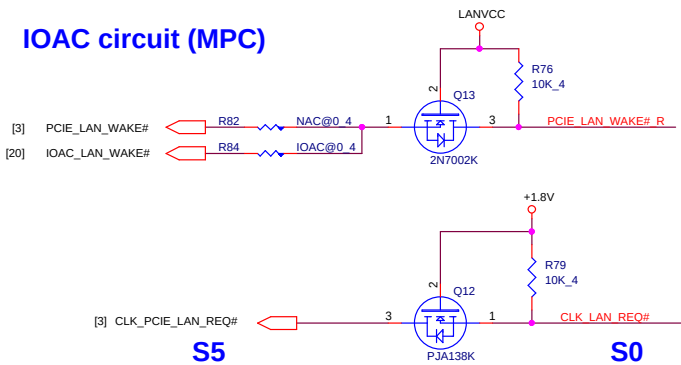 LANVCC
IOAC circuit (MPC)
R76
10K_4
2
Q13
[3] PCIE_LAN_WAKE# R82 NAC@0_4 1 3 PCIE_LAN_WAKE#_R
[20] IOAC_LAN_WAKE# R84 IOAC@0_4
2N7002K
+1.8V
R79
10K_4
2
Q12
[3] CLK_PCIE_LAN_REQ# 3 1 CLK_LAN_REQ#
PJA138K
S5 S0